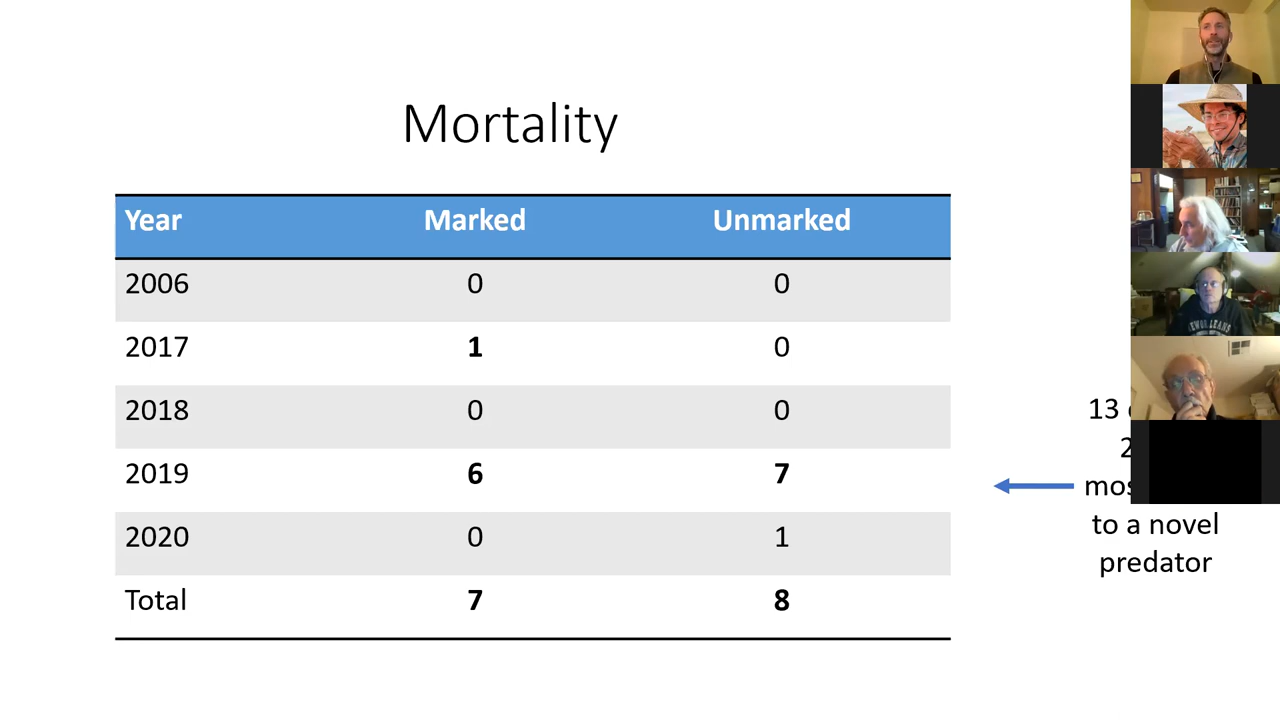 Mortality
Year Marked Unmarked
2006 0 0
2017 1 0
2018 0 0
2019 6 7
2020 0 1
Total 7 8
13
to a novel
predator